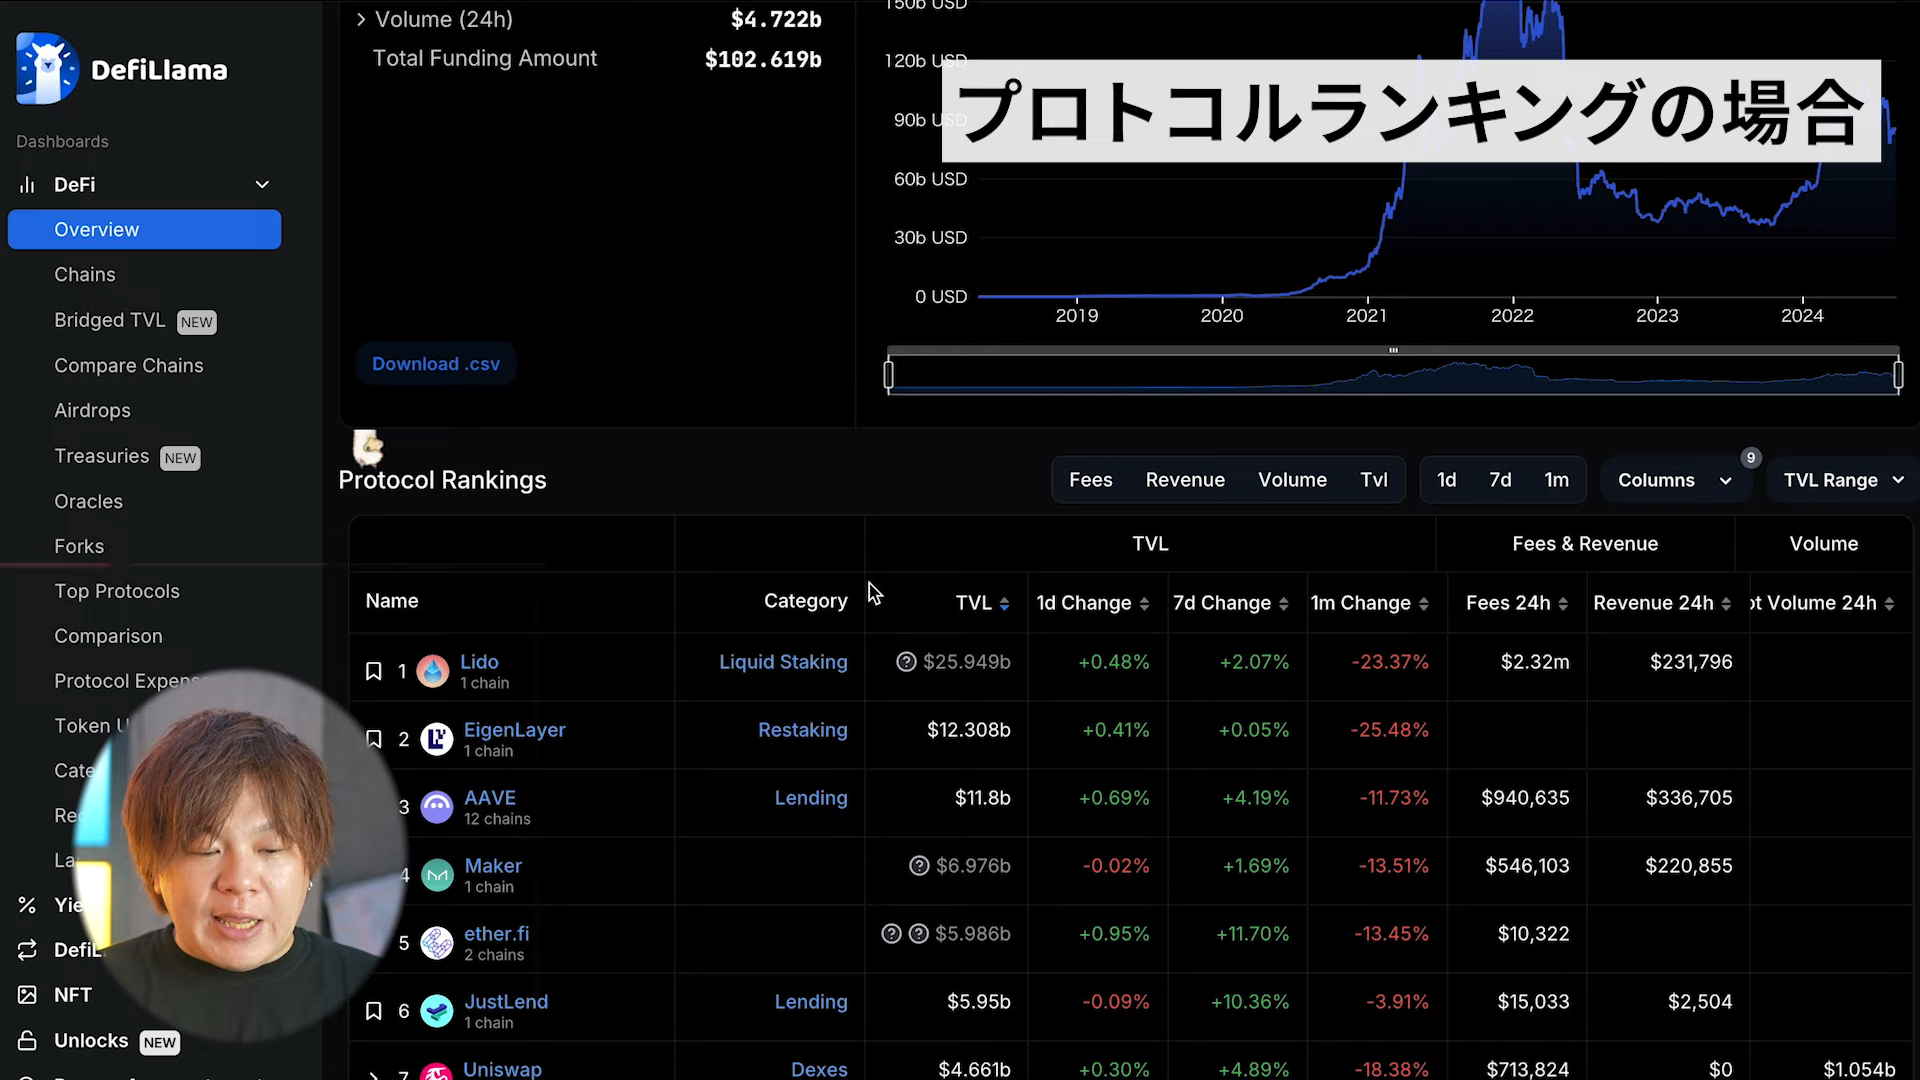 Volume (24h) $4.722b
Total Funding Amount $102.619b
DefiLlama
Dashboards
DeFi
Overview
Chains
Bridged TVL NEW
Compare Chains
Airdrops
Treasuries NEW
Oracles
Forks
Top Protocols
Comparison
Protocol Expens
Token U
Cate
Re
La
Yie
DefiL
NFT
Unlocks NEW
Download .csv
150b USD
120b USD
90b USD
60b USD
30b USD
0 USD
プロトコルランキングの場合
2019 2020 2021 2022 2023 2024
Protocol Rankings
Fees Revenue Volume Tvl
1d 7d 1m
Columns 9
TVL Range
TVL Fees & Revenue Volume
Name Category TVL 1d Change 7d Change 1m Change Fees 24h Revenue 24h ot Volume 24h
1 Lido Liquid Staking $25.949b +0.48% +2.07% -23.37% $2.32m $231,796
1 chain
2 EigenLayer Restaking $12.308b +0.41% +0.05% -25.48%
1 chain
3 AAVE Lending $11.8b +0.69% +4.19% -11.73% $940,635 $336,705
12 chains
4 Maker $6.976b -0.02% +1.69% -13.51% $546,103 $220,855
1 chain
5 ether.fi $5.986b +0.95% +11.70% -13.45% $10,322
2 chains
6 JustLend Lending $5.95b -0.09% +10.36% -3.91% $15,033 $2,504
1 chain
7 Uniswap Dexes $4.661b +0.30% +4.89% -18.38% $713,824 $0 $1.054b